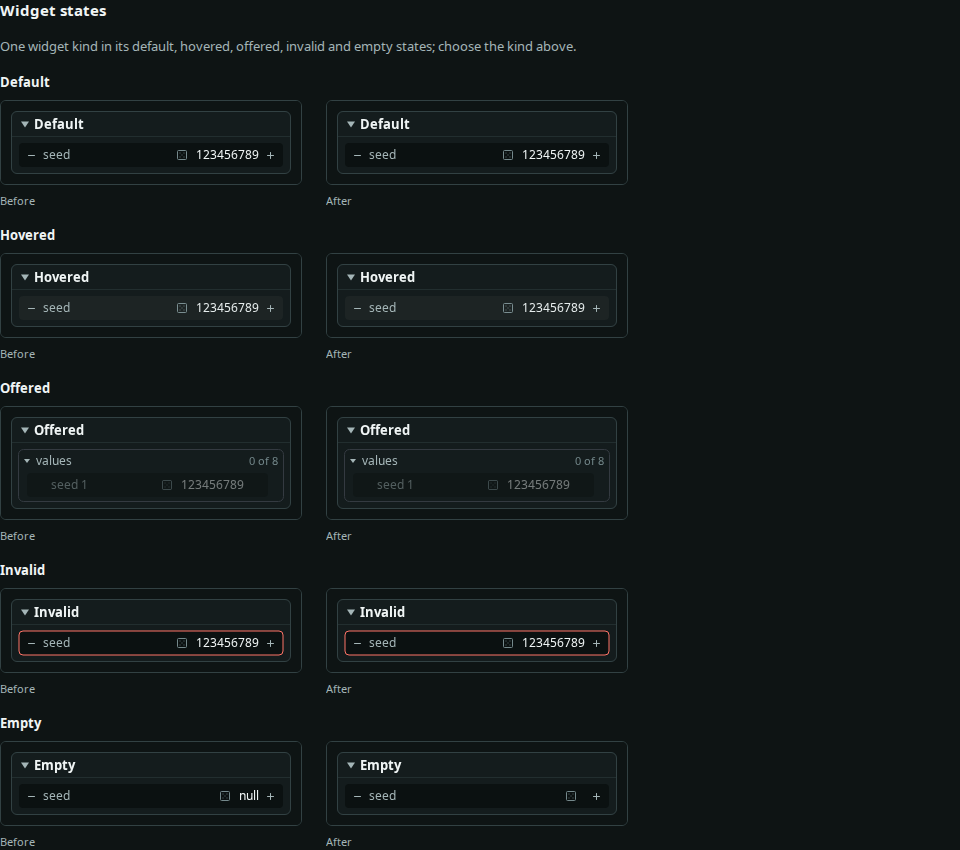 Widget states
One widget kind in its default, hovered, offered, invalid and empty states; choose the kind above.
Default
Default
− seed 123456789 +
Before
Default
− seed 123456789 +
After
Hovered
Hovered
− seed 123456789 +
Before
Hovered
− seed 123456789 +
After
Offered
Offered
values 0 of 8
seed 1 123456789
Before
Offered
values 0 of 8
seed 1 123456789
After
Invalid
Invalid
− seed 123456789 +
Before
Invalid
− seed 123456789 +
After
Empty
Empty
− seed null +
Before
Empty
− seed +
After